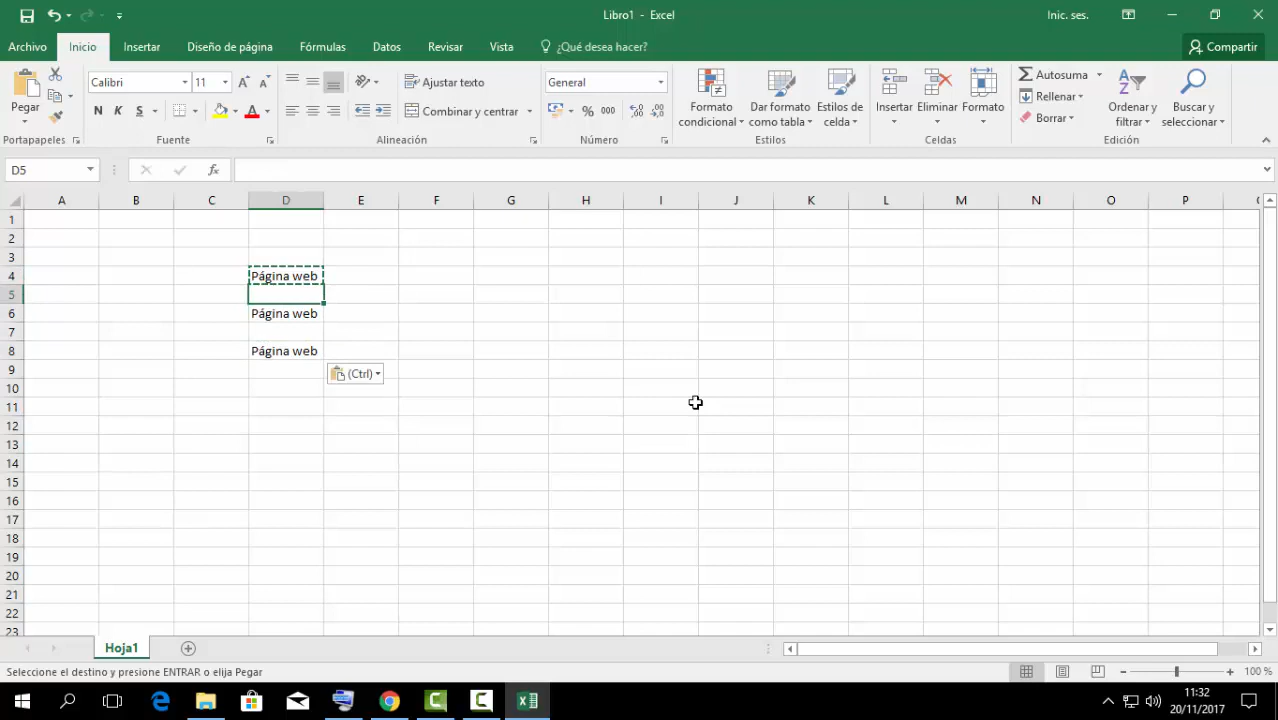 Libro1 - Excel
Inic. ses.
Archivo Inicio Insertar Diseño de página Fórmulas Datos Revisar Vista ¿Qué desea hacer? Compartir
Pegar
Calibri 11
N K S
Ajustar texto
Combinar y centrar
General
% 000
Formato condicional
Dar formato como tabla
Estilos de celda
Insertar Eliminar Formato
Autosuma
Rellenar
Borrar
Ordenar y filtrar
Buscar y seleccionar
Portapapeles Fuente Alineación Número Estilos Celdas Edición
D5 fx
A B C D E F G H I J K L M N O P
1
2
3
4 Página web
5
6 Página web
7
8 Página web
9 (Ctrl)
10
11
12
13
14
15
16
17
18
19
20
21
22
23
Hoja1
Seleccione el destino y presione ENTRAR o elija Pegar 100 %
11:32
20/11/2017